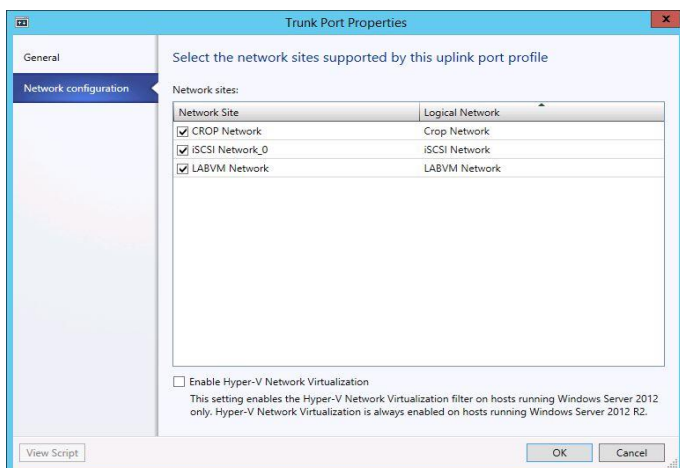 Trunk Port Properties
x
General
Network configuration
Select the network sites supported by this uplink port profile
Network sites:
Network Site Logical Network
CROP Network Crop Network
iSCSI Network_0 iSCSI Network
LABVM Network LABVM Network
Enable Hyper-V Network Virtualization
This setting enables the Hyper-V Network Virtualization filter on hosts running Windows Server 2012
only. Hyper-V Network Virtualization is always enabled on hosts running Windows Server 2012 R2.
View Script OK Cancel